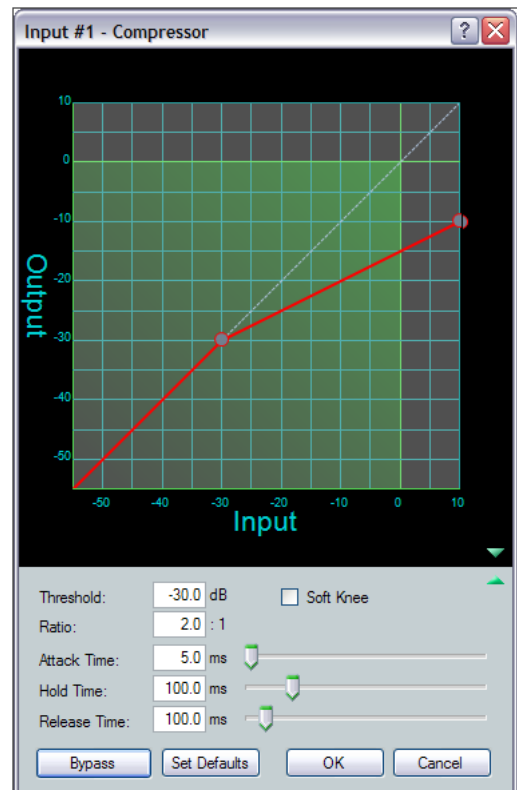 Input #1 - Compressor
?
10
0
-10
-20
-30
-40
-50
Output
-50
-40
-30
-20
-10
0
10
Input
Threshold: -30.0 dB Soft Knee
Ratio: 2.0 : 1
Attack Time: 5.0 ms
Hold Time: 100.0 ms
Release Time: 100.0 ms
Bypass Set Defaults OK Cancel